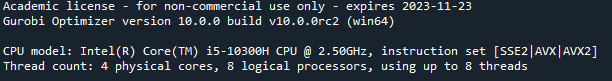 Academic license - for non-commercial use only - expires 2023-11-23
Gurobi Optimizer version 10.0.0 build v10.0.0rc2 (win64)
CPU model: Intel(R) Core(TM) i5-10300H CPU @ 2.50GHz, instruction set [SSE2|AVX|AVX2]
Thread count: 4 physical cores, 8 logical processors, using up to 8 threads